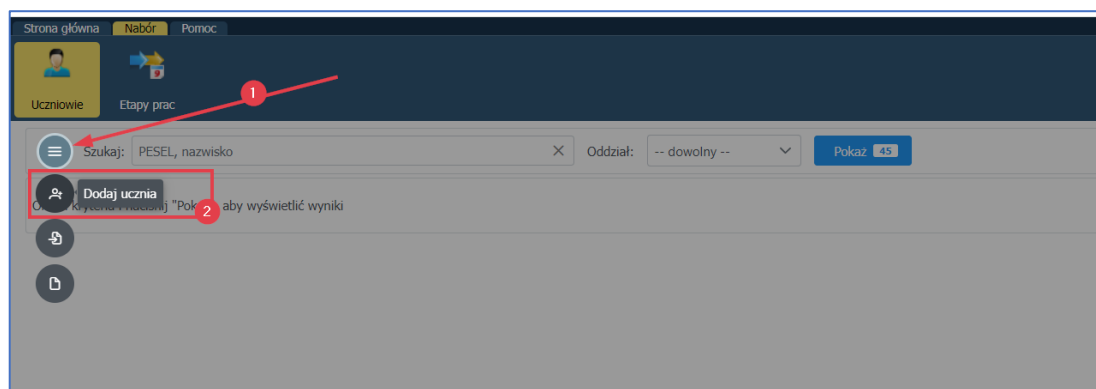 Strona główna Nabór Pomoc
Uczniowie Etapy prac
1
Szukaj: PESEL, nazwisko Oddział: -- dowolny -- Pokaż 45
Dodaj ucznia
2
aby wyświetlić wyniki